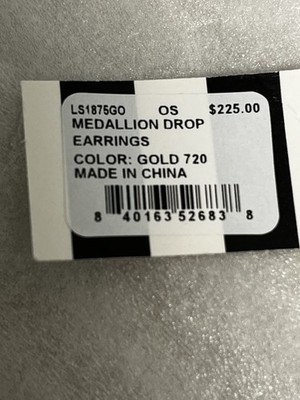 LS1875GO OS $225.00
MEDALLION DROP
EARRINGS
COLOR: GOLD 720
MADE IN CHINA
8 40163 52683 8